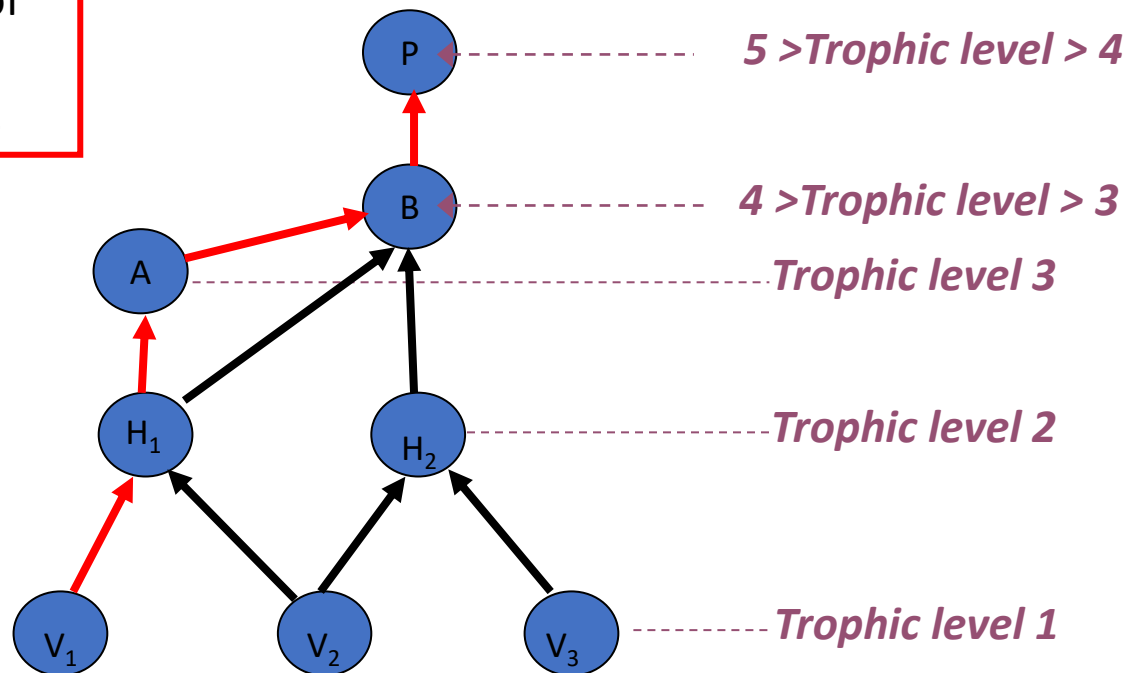 P
5 >Trophic level > 4
B
4 >Trophic level > 3
A
Trophic level 3
H₁
H₂
Trophic level 2
V₁
V₂
V₃
Trophic level 1